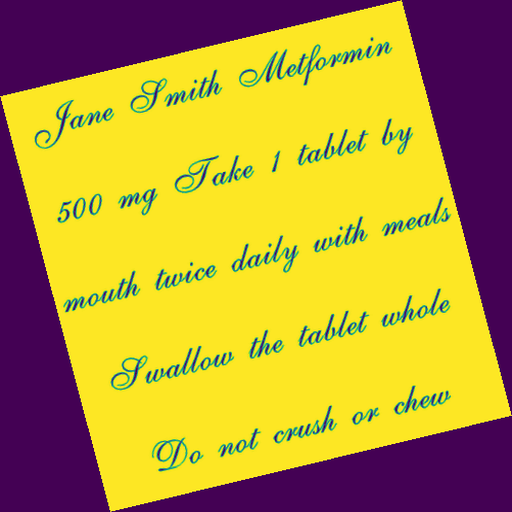 Jane Smith Metformin
500 mg Take 1 tablet by
mouth twice daily with meals
Swallow the tablet whole
Do not crush or chew